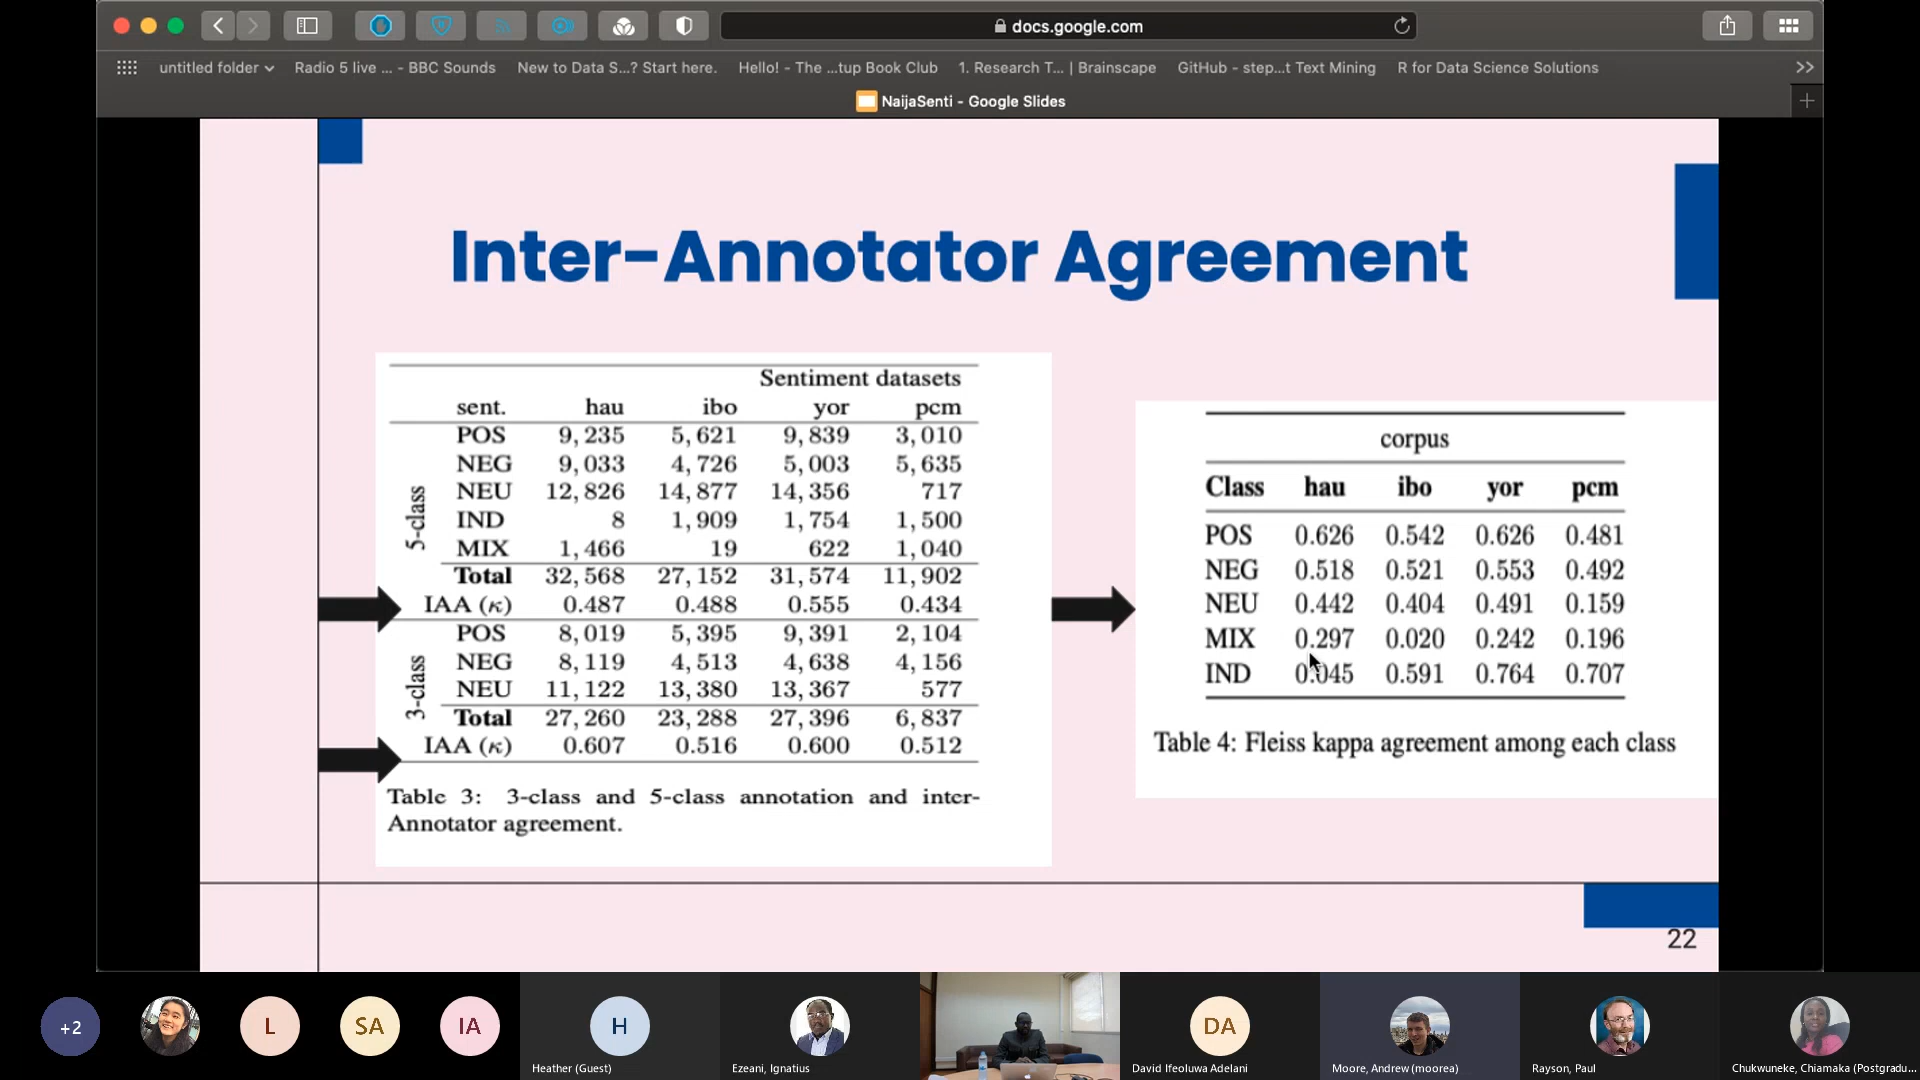 docs.google.com
untitled folder
Radio 5 live ... - BBC Sounds
New to Data S...? Start here.
Hello! - The ...tup Book Club
1. Research T... | Brainscape
GitHub - step...t Text Mining
R for Data Science Solutions
NaijaSenti - Google Slides
Inter-Annotator Agreement
Sentiment datasets
sent. hau ibo yor pcm
5-class
POS 9,235 5,621 9,839 3,010
NEG 9,033 4,726 5,003 5,635
NEU 12,826 14,877 14,356 717
IND 8 1,909 1,754 1,500
MIX 1,466 19 622 1,040
Total 32,568 27,152 31,574 11,902
IAA (κ) 0.487 0.488 0.555 0.434
3-class
POS 8,019 5,395 9,391 2,104
NEG 8,119 4,513 4,638 4,156
NEU 11,122 13,380 13,367 577
Total 27,260 23,288 27,396 6,837
IAA (κ) 0.607 0.516 0.600 0.512
Table 3: 3-class and 5-class annotation and inter-
Annotator agreement.
corpus
Class hau ibo yor pcm
POS 0.626 0.542 0.626 0.481
NEG 0.518 0.521 0.553 0.492
NEU 0.442 0.404 0.491 0.159
MIX 0.297 0.020 0.242 0.196
IND 0.045 0.591 0.764 0.707
Table 4: Fleiss kappa agreement among each class
22
+2
L
SA
IA
H
DA
Heather (Guest)
Ezeani, Ignatius
David Ifeoluwa Adelani
Moore, Andrew (moorea)
Rayson, Paul
Chukwuneke, Chiamaka (Postgradu...